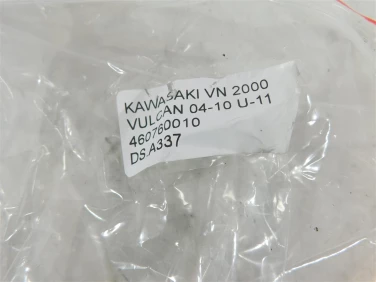 KAWASAKI VN 2000
VULCAN 04-10 U-11
460760010
DS.A337